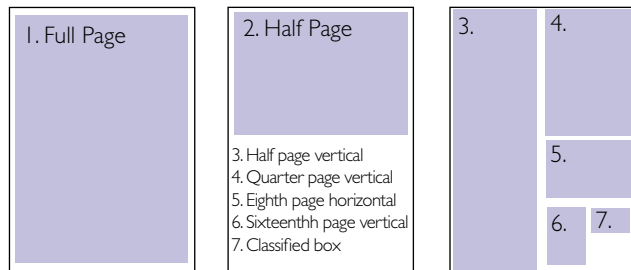 1. Full Page
2. Half Page
3. Half page vertical
4. Quarter page vertical
5. Eighth page horizontal
6. Sixteenthh page vertical
7. Classified box
3.
4.
5.
6.
7.